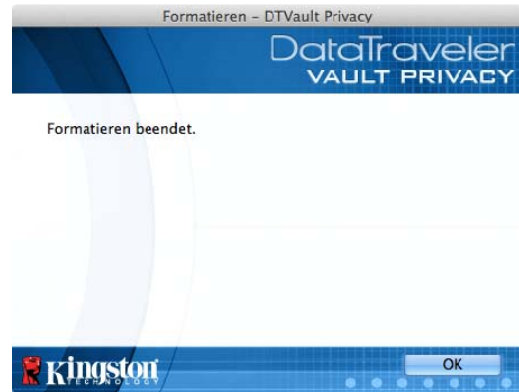 Formatieren – DTVault Privacy
DataTraveler
VAULT PRIVACY
Formatieren beendet.
Kingston
TECHNOLOGY
OK